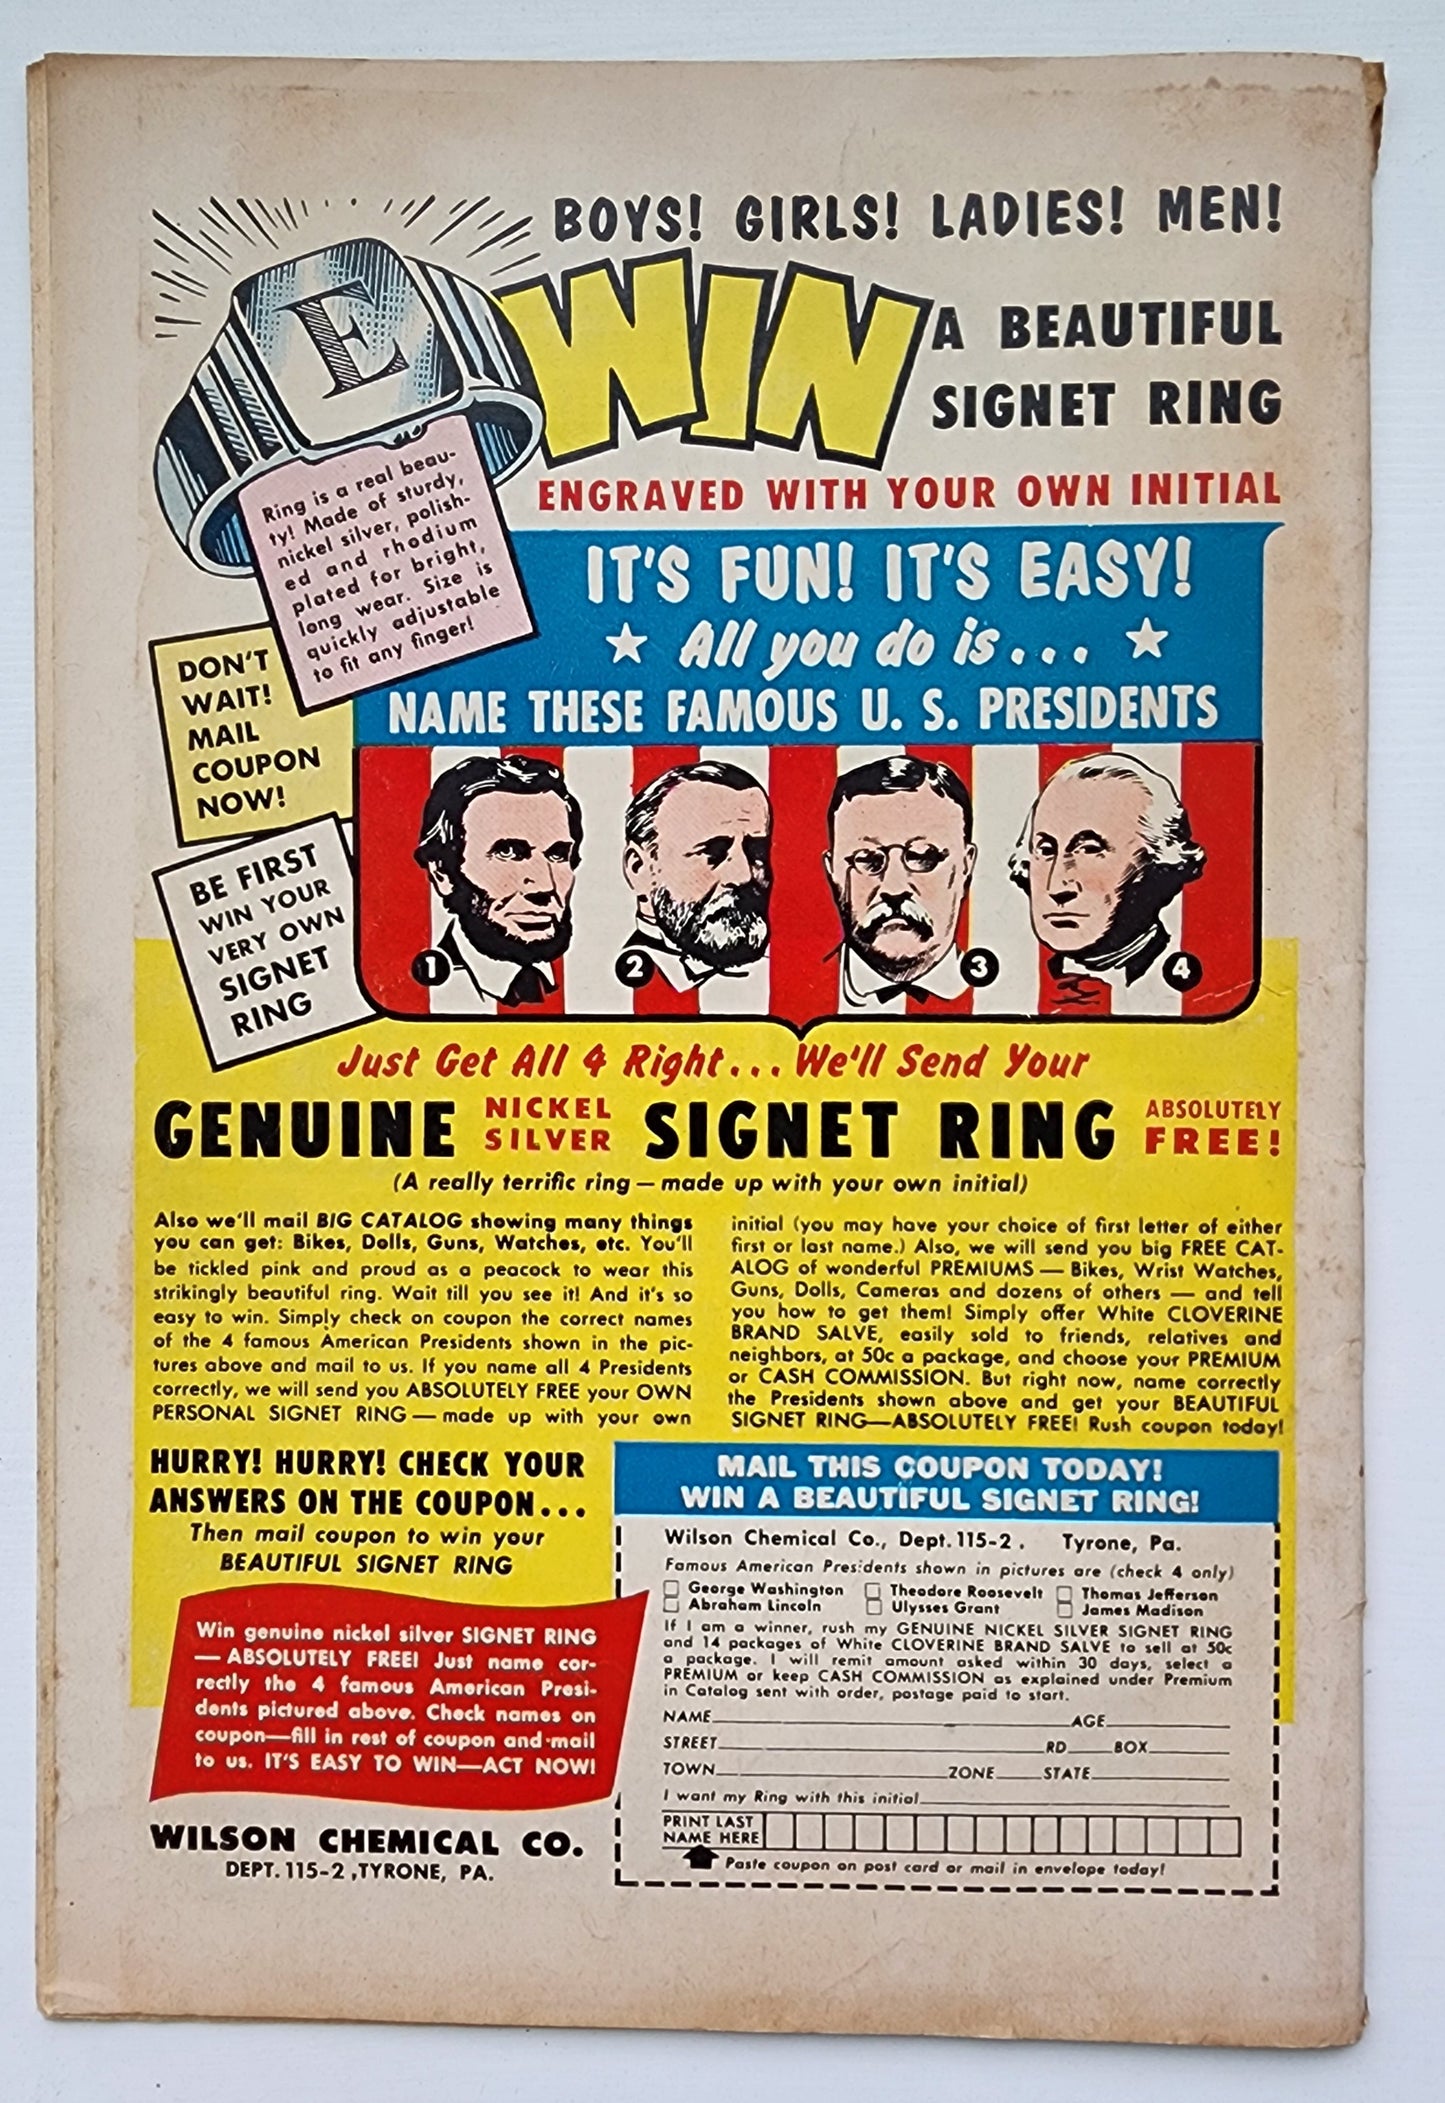 BOYS! GIRLS! LADIES! MEN!
WIN
A BEAUTIFUL
SIGNET RING
ENGRAVED WITH YOUR OWN INITIAL
E
Ring is a real beau-
ty! Made of sturdy,
nickel silver, polish-
ed and rhodium
plated for bright,
long wear. Size is
quickly adjustable
to fit any finger!
DON'T
WAIT!
MAIL
COUPON
NOW!
BE FIRST
WIN YOUR
VERY OWN
SIGNET
RING
IT'S FUN! IT'S EASY!
★ All you do is... ★
NAME THESE FAMOUS U. S. PRESIDENTS
1 2 3 4
Just Get All 4 Right... We'll Send Your
GENUINE NICKEL SILVER SIGNET RING ABSOLUTELY FREE!
(A really terrific ring — made up with your own initial)
Also we'll mail BIG CATALOG showing many things
you can get: Bikes, Dolls, Guns, Watches, etc. You'll
be tickled pink and proud as a peacock to wear this
strikingly beautiful ring. Wait till you see it! And it's so
easy to win. Simply check on coupon the correct names
of the 4 famous American Presidents shown in the pic-
tures above and mail to us. If you name all 4 Presidents
correctly, we will send you ABSOLUTELY FREE your OWN
PERSONAL SIGNET RING — made up with your own
initial (you may have your choice of first letter of either
first or last name.) Also, we will send you big FREE CAT-
ALOG of wonderful PREMIUMS — Bikes, Wrist Watches,
Guns, Dolls, Cameras and dozens of others — and tell
you how to get them! Simply offer White CLOVERINE
BRAND SALVE, easily sold to friends, relatives and
neighbors, at 50c a package, and choose your PREMIUM
or CASH COMMISSION. But right now, name correctly
the Presidents shown above and get your BEAUTIFUL
SIGNET RING—ABSOLUTELY FREE! Rush coupon today!
HURRY! HURRY! CHECK YOUR
ANSWERS ON THE COUPON...
Then mail coupon to win your
BEAUTIFUL SIGNET RING
Win genuine nickel silver SIGNET RING
— ABSOLUTELY FREE! Just name cor-
rectly the 4 famous American Presi-
dents pictured above. Check names on
coupon—fill in rest of coupon and mail
to us. IT'S EASY TO WIN—ACT NOW!
WILSON CHEMICAL CO.
DEPT. 115-2, TYRONE, PA.
MAIL THIS COUPON TODAY!
WIN A BEAUTIFUL SIGNET RING!
Wilson Chemical Co., Dept. 115-2. Tyrone, Pa.
Famous American Presidents shown in pictures are (check 4 only)
□ George Washington □ Theodore Roosevelt □ Thomas Jefferson
□ Abraham Lincoln □ Ulysses Grant □ James Madison
If I am a winner, rush my GENUINE NICKEL SILVER SIGNET RING
and 14 packages of White CLOVERINE BRAND SALVE to sell at 50c
a package. I will remit amount asked within 30 days, select a
PREMIUM or keep CASH COMMISSION as explained under Premium
in Catalog sent with order, postage paid to start.
NAME AGE
STREET RD BOX
TOWN ZONE STATE
I want my Ring with this initial
PRINT LAST
NAME HERE
Paste coupon on post card or mail in envelope today!